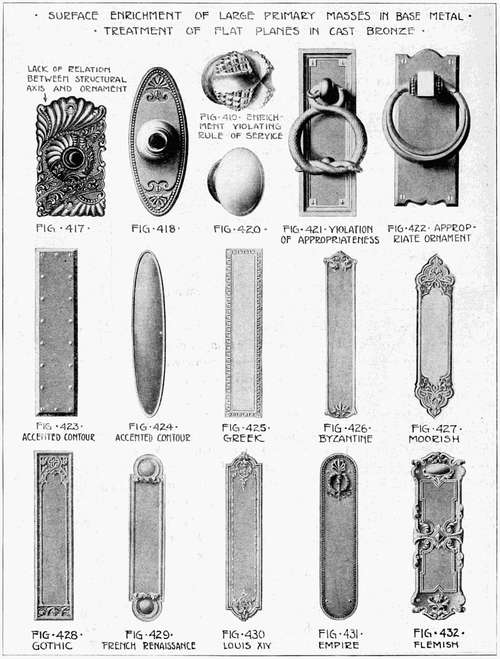 · SURFACE ENRICHMENT OF LARGE PRIMARY MASSES IN BASE METAL ·
· TREATMENT OF FLAT PLANES IN CAST BRONZE ·
LACK OF RELATION
BETWEEN STRUCTURAL
AXIS AND ORNAMENT
FIG·419· ENRICH-
MENT VIOLATING
RULE OF SERVICE
FIG·417·
FIG·418·
FIG·420·
FIG·421· VIOLATION
OF APPROPRIATENESS
FIG·422· APPROP-
RIATE ORNAMENT
FIG·423·
ACCENTED CONTOUR
FIG·424·
ACCENTED CONTOUR
FIG·425·
GREEK
FIG·426·
BYZANTINE
FIG·427·
MOORISH
FIG·428·
GOTHIC
FIG·429·
FRENCH RENAISSANCE
FIG·430
LOUIS XIV
FIG·431·
EMPIRE
FIG·432·
FLEMISH